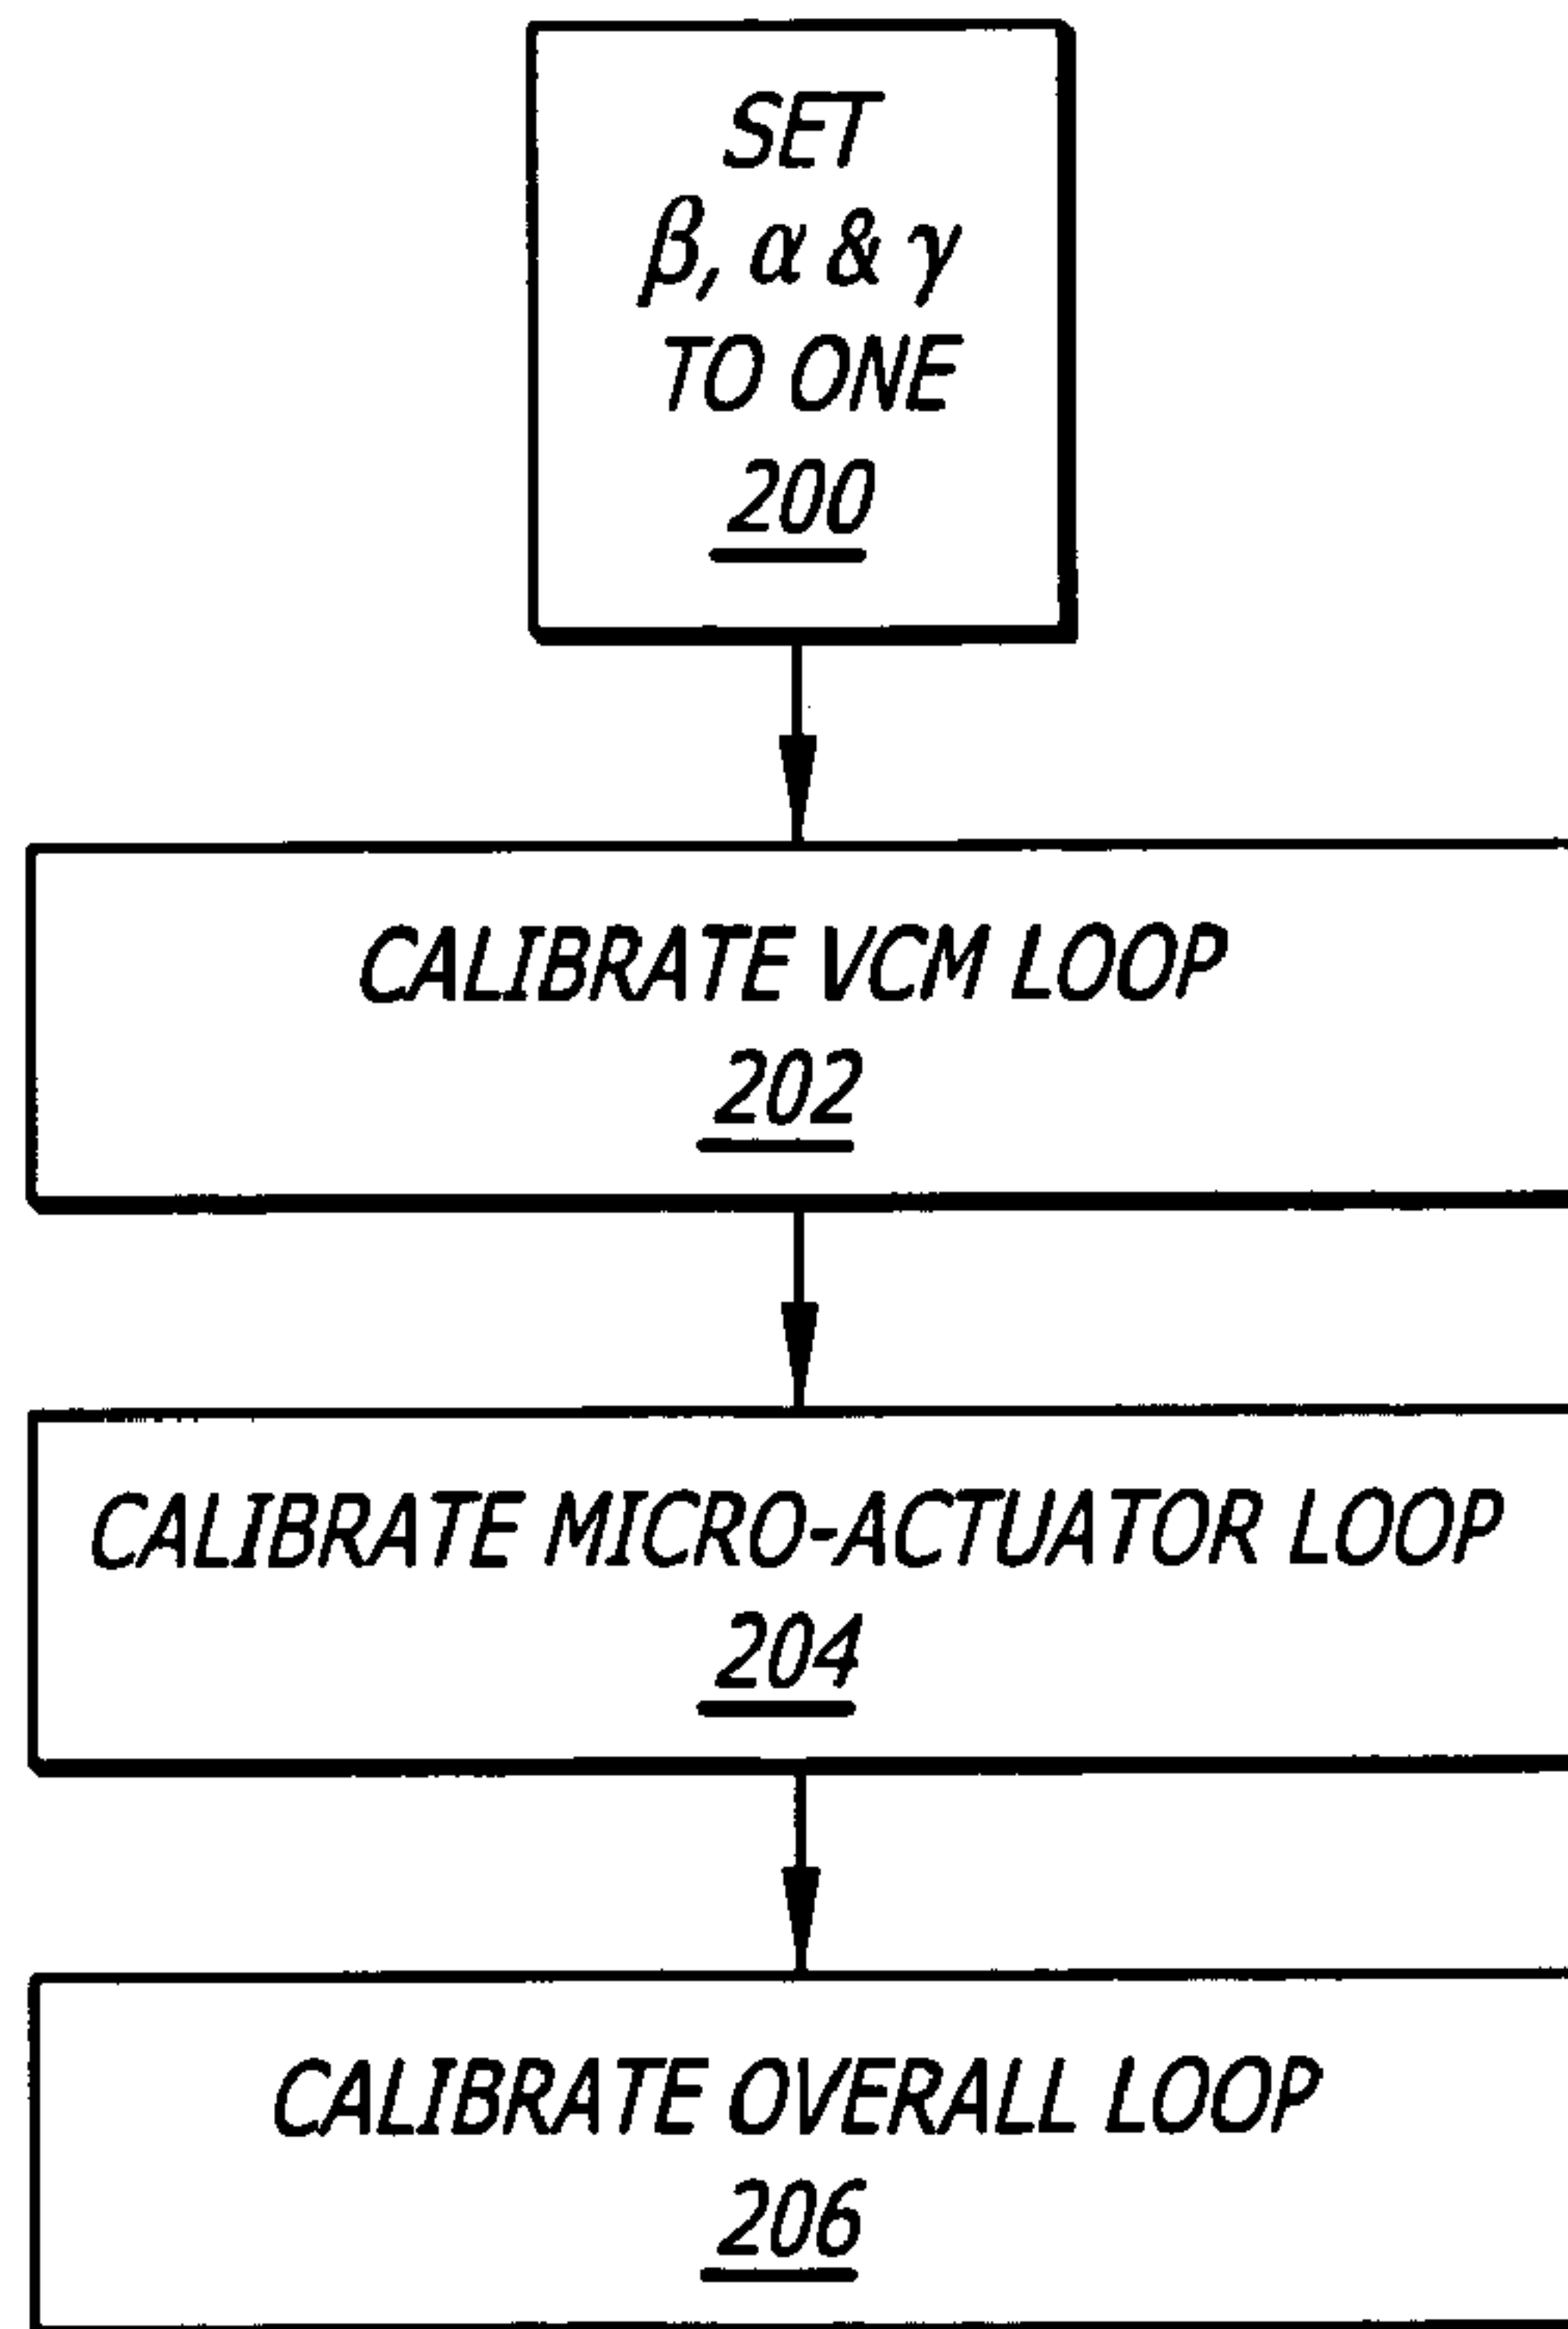 SET
β, α & γ
TO ONE
200
CALIBRATE VCM LOOP
202
CALIBRATE MICRO-ACTUATOR LOOP
204
CALIBRATE OVERALL LOOP
206